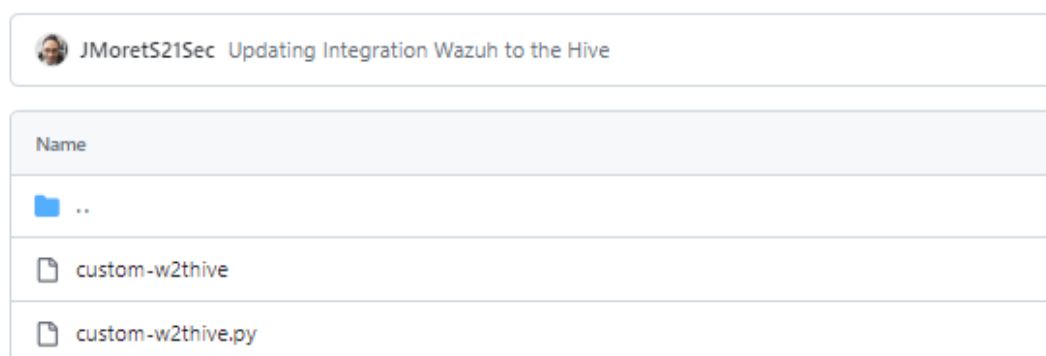 JMoretS21Sec Updating Integration Wazuh to the Hive
Name
..
custom-w2thive
custom-w2thive.py